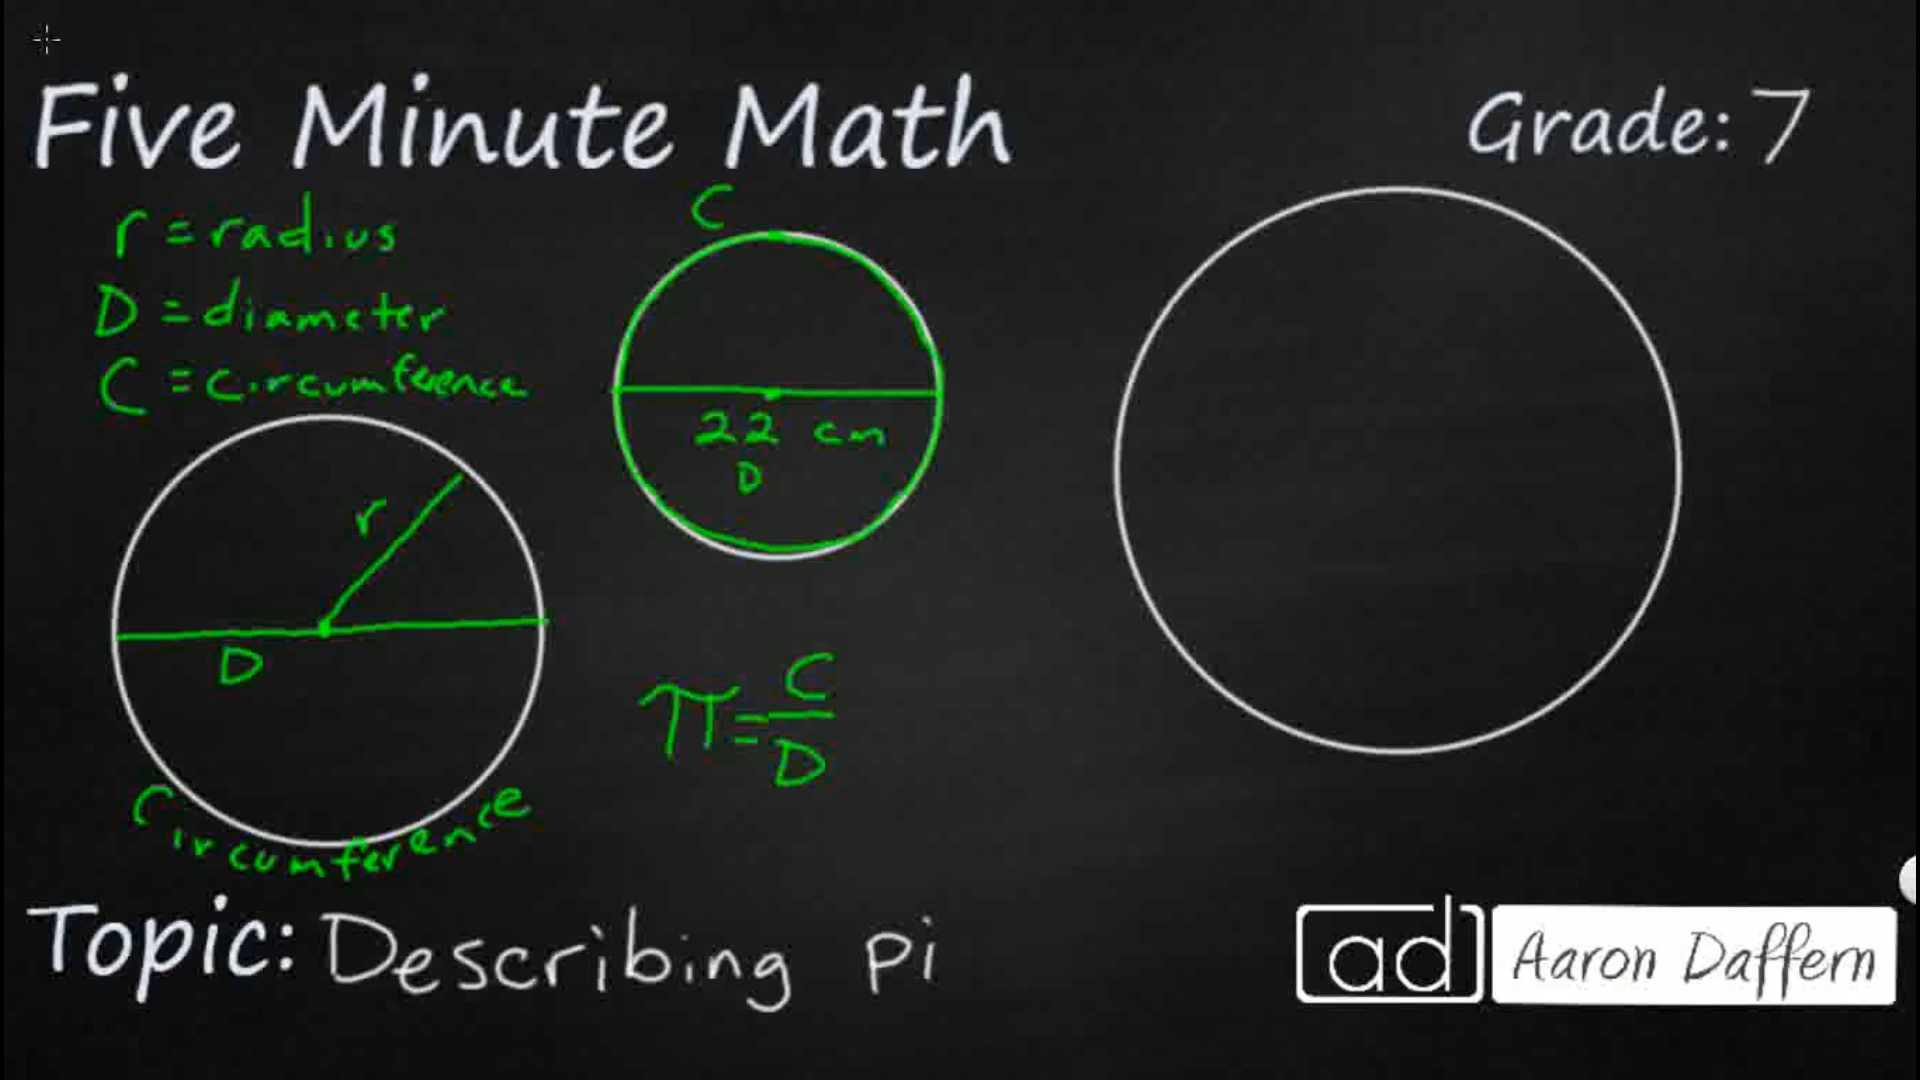 Five Minute Math
Grade: 7
r = radius
D = diameter
C = circumference
C
22 cm
D
r
D
Circumference
π = C/D
Topic: Describing Pi
ad Aaron Daffern